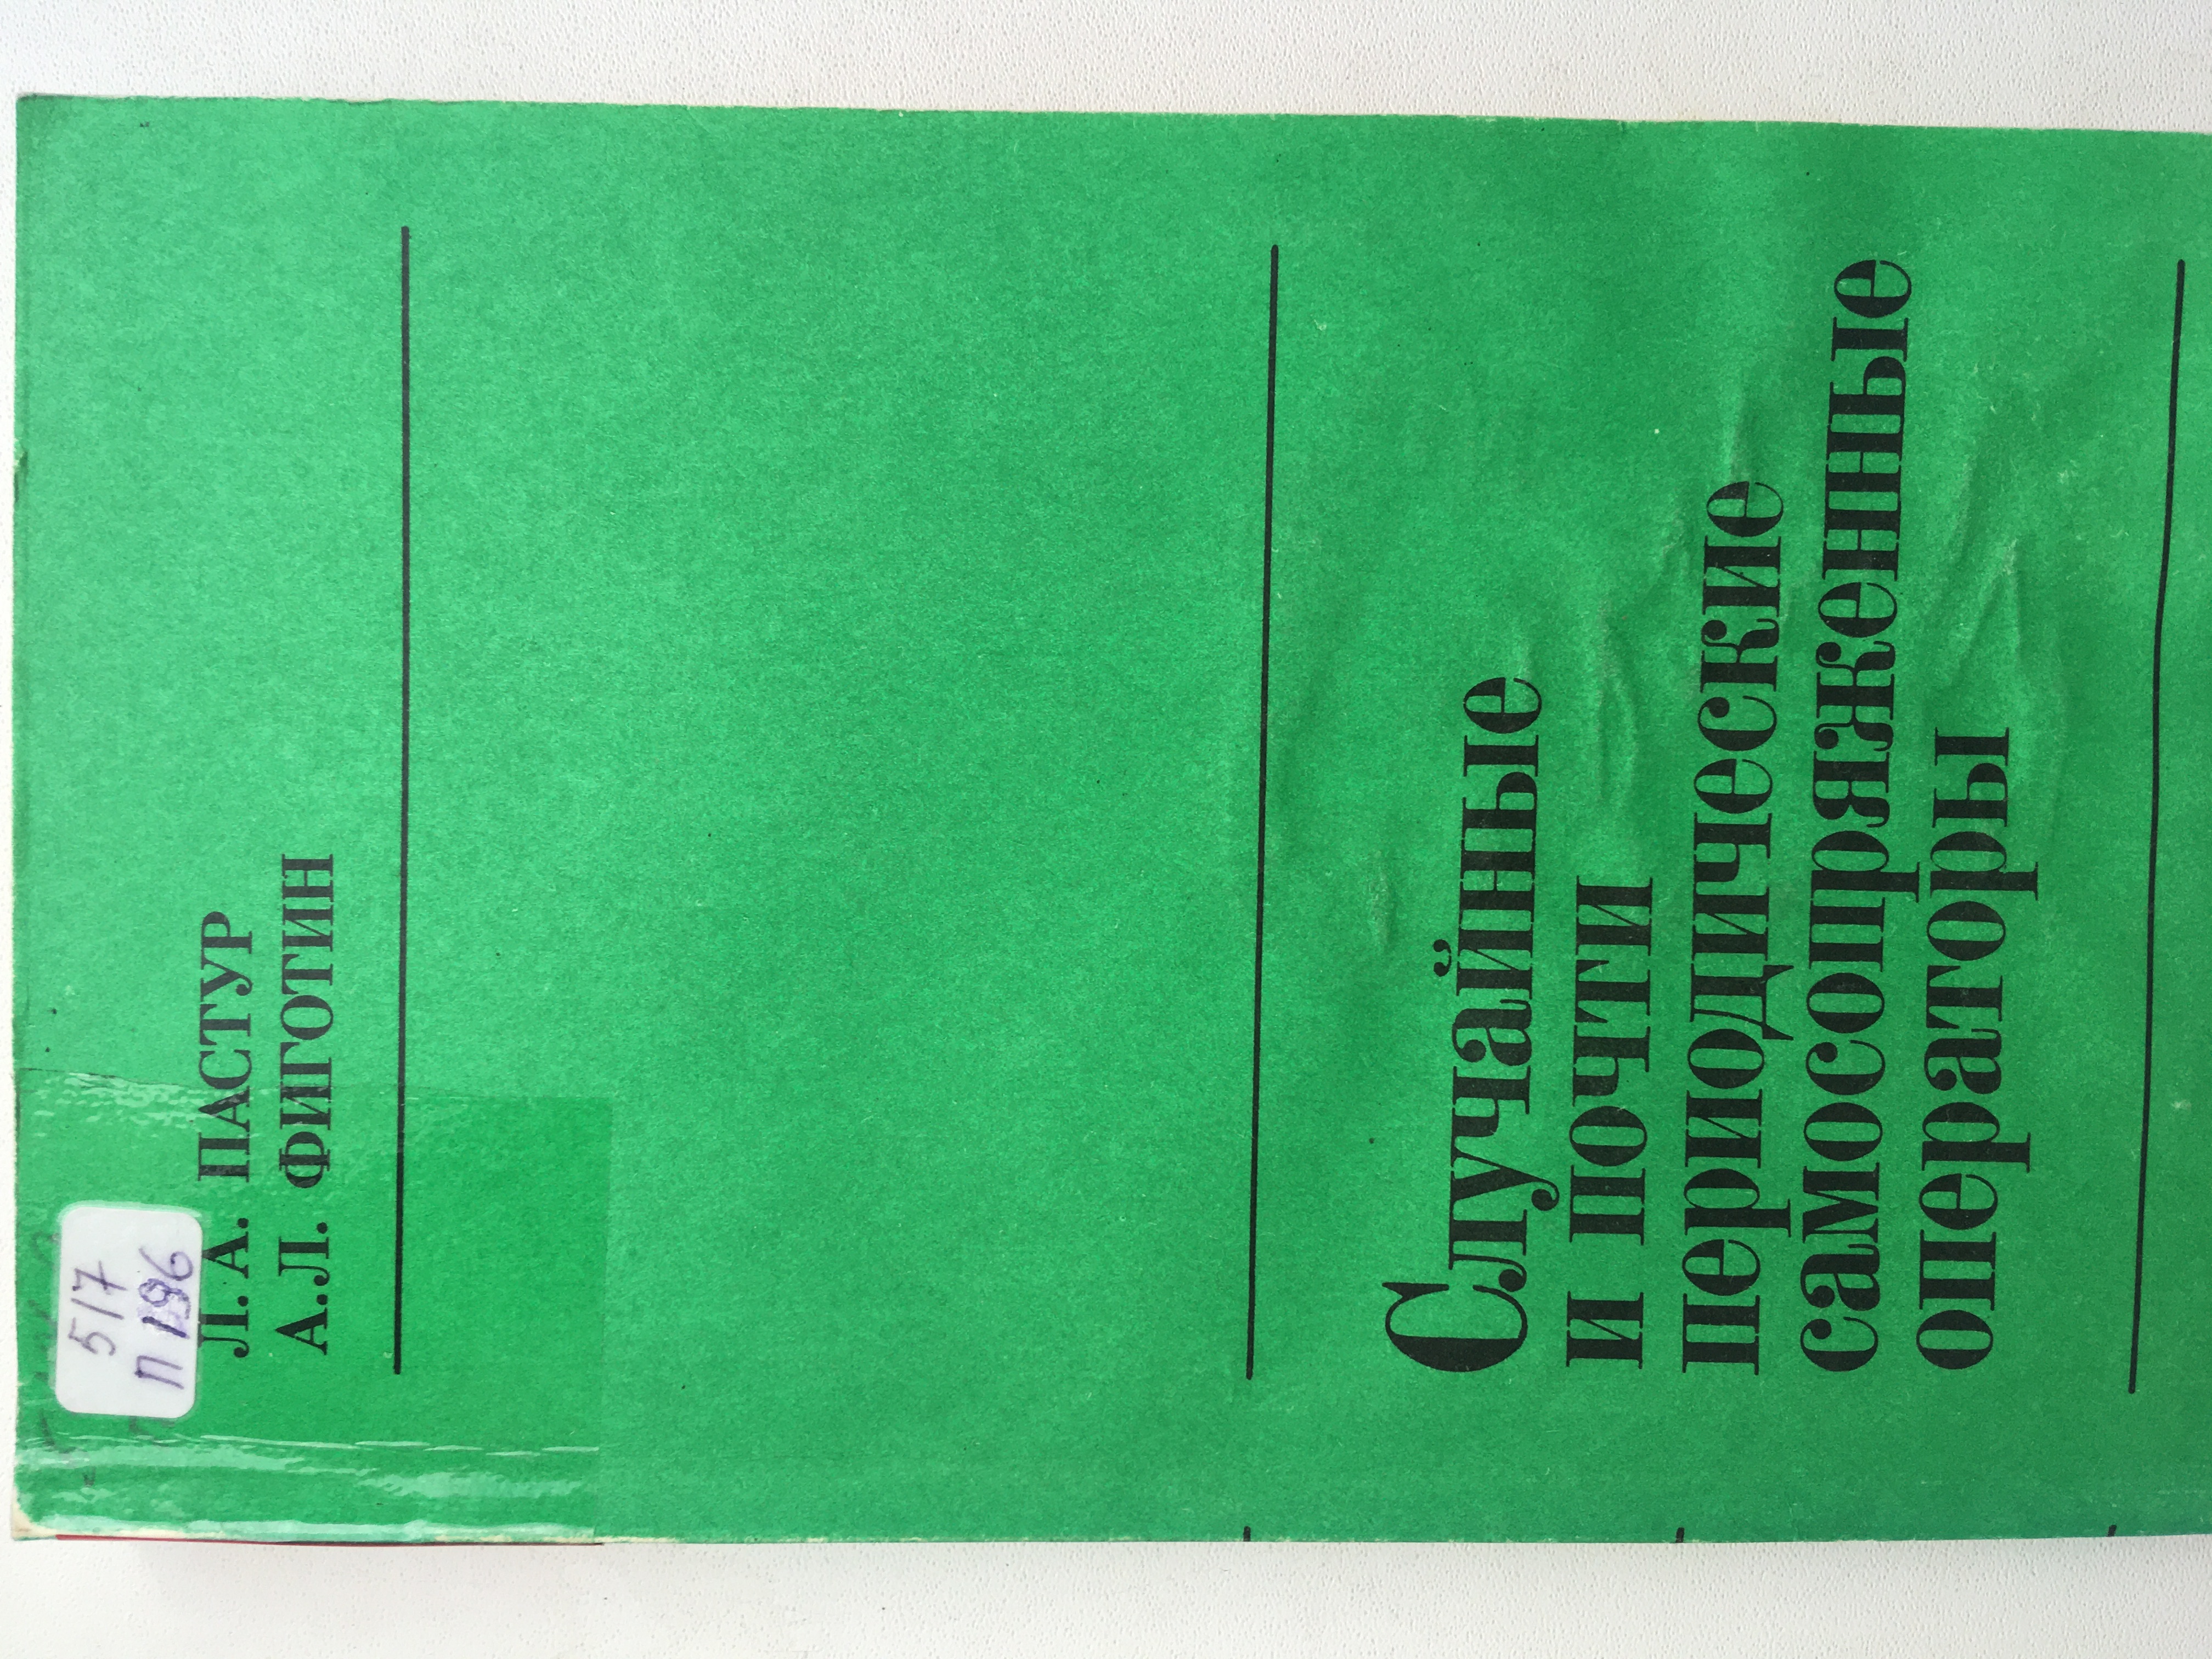 517
П 196
Л. А. ПАСТУР
А.Л. ФИГОТИН
Случайные
и почти
периодические
самосопряженные
операторы